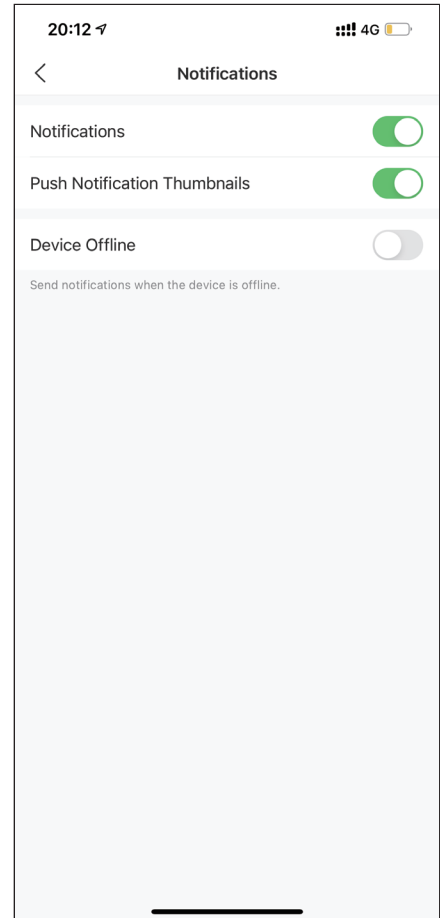 20:12
4G
Notifications
Notifications
Push Notification Thumbnails
Device Offline
Send notifications when the device is offline.